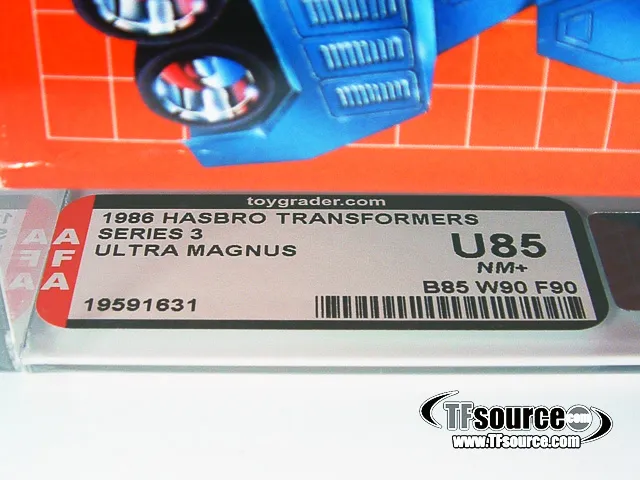 toygrader.com
AFA
1986 HASBRO TRANSFORMERS
SERIES 3
ULTRA MAGNUS
U85
NM+
B85 W90 F90
19591631
TFsource.com
www.TFsource.com